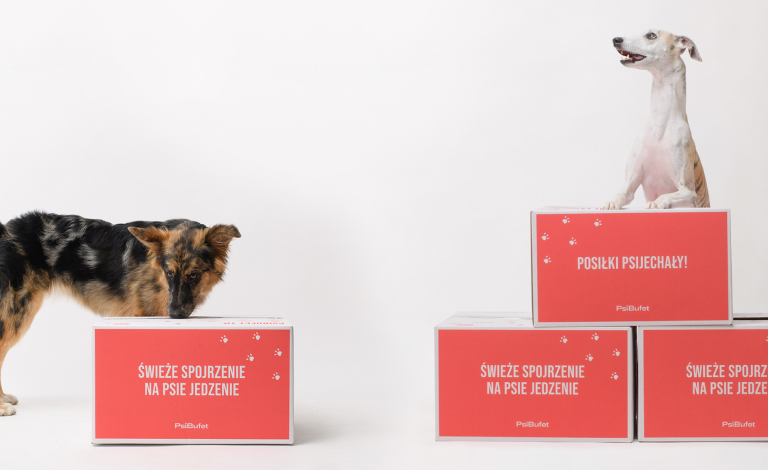 POSIŁKI PSIJECHAŁY!
PsiBufet
ŚWIEŻE SPOJRZENIE
NA PSIE JEDZENIE
PsiBufet
ŚWIEŻE SPOJRZENIE
NA PSIE JEDZENIE
PsiBufet
ŚWIEŻE SPOJRZE
NA PSIE JEDZE
PsiBufet